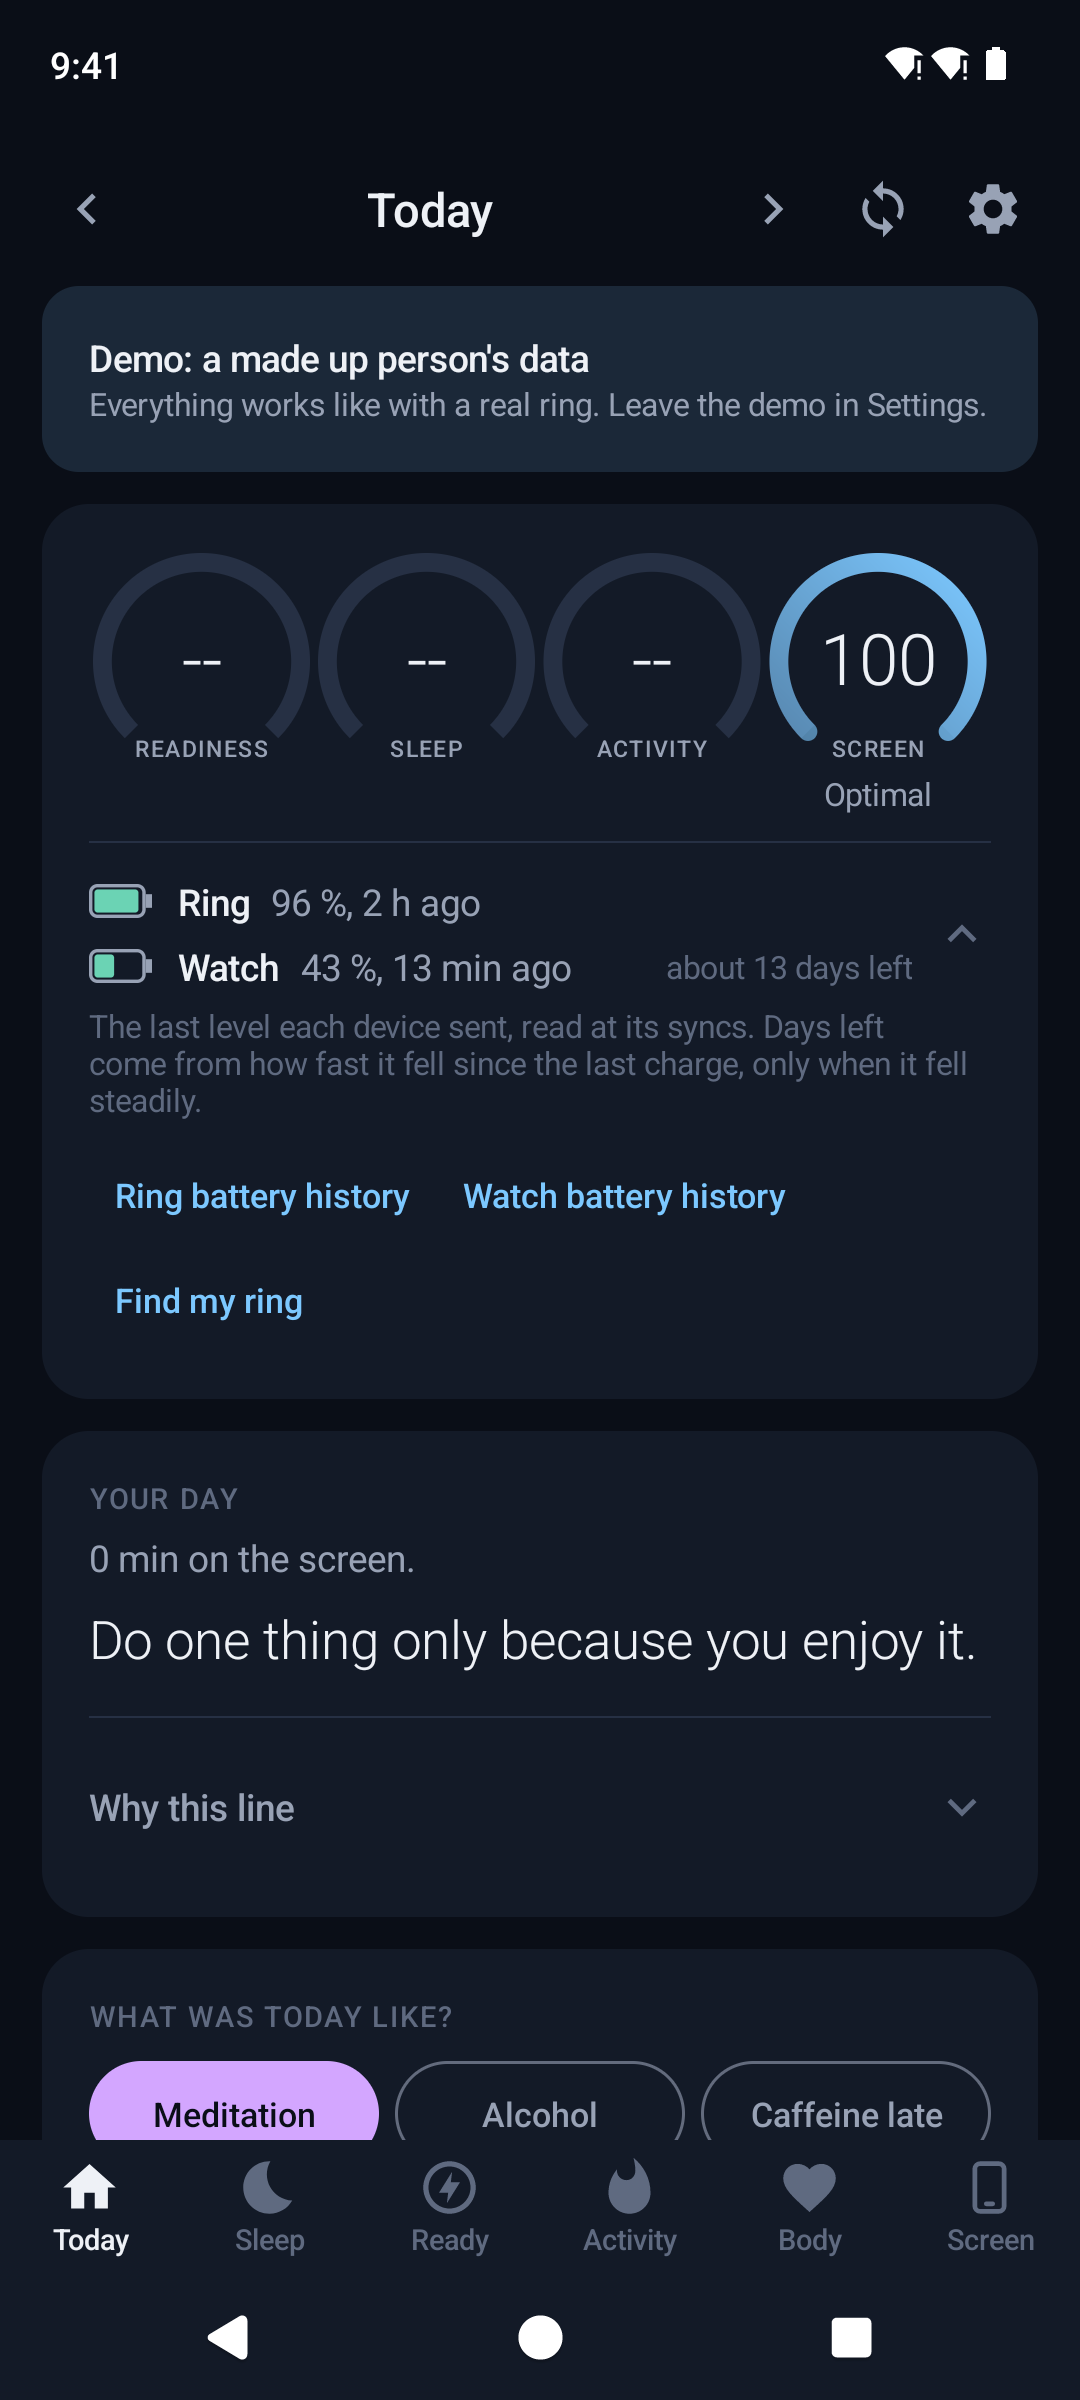 9:41
Today
Demo: a made up person's data
Everything works like with a real ring. Leave the demo in Settings.
-- -- -- 100
READINESS SLEEP ACTIVITY SCREEN
Optimal
Ring 96 %, 2 h ago
Watch 43 %, 13 min ago about 13 days left
The last level each device sent, read at its syncs. Days left
come from how fast it fell since the last charge, only when it fell
steadily.
Ring battery history Watch battery history
Find my ring
YOUR DAY
0 min on the screen.
Do one thing only because you enjoy it.
Why this line
WHAT WAS TODAY LIKE?
Meditation Alcohol Caffeine late
Today Sleep Ready Activity Body Screen